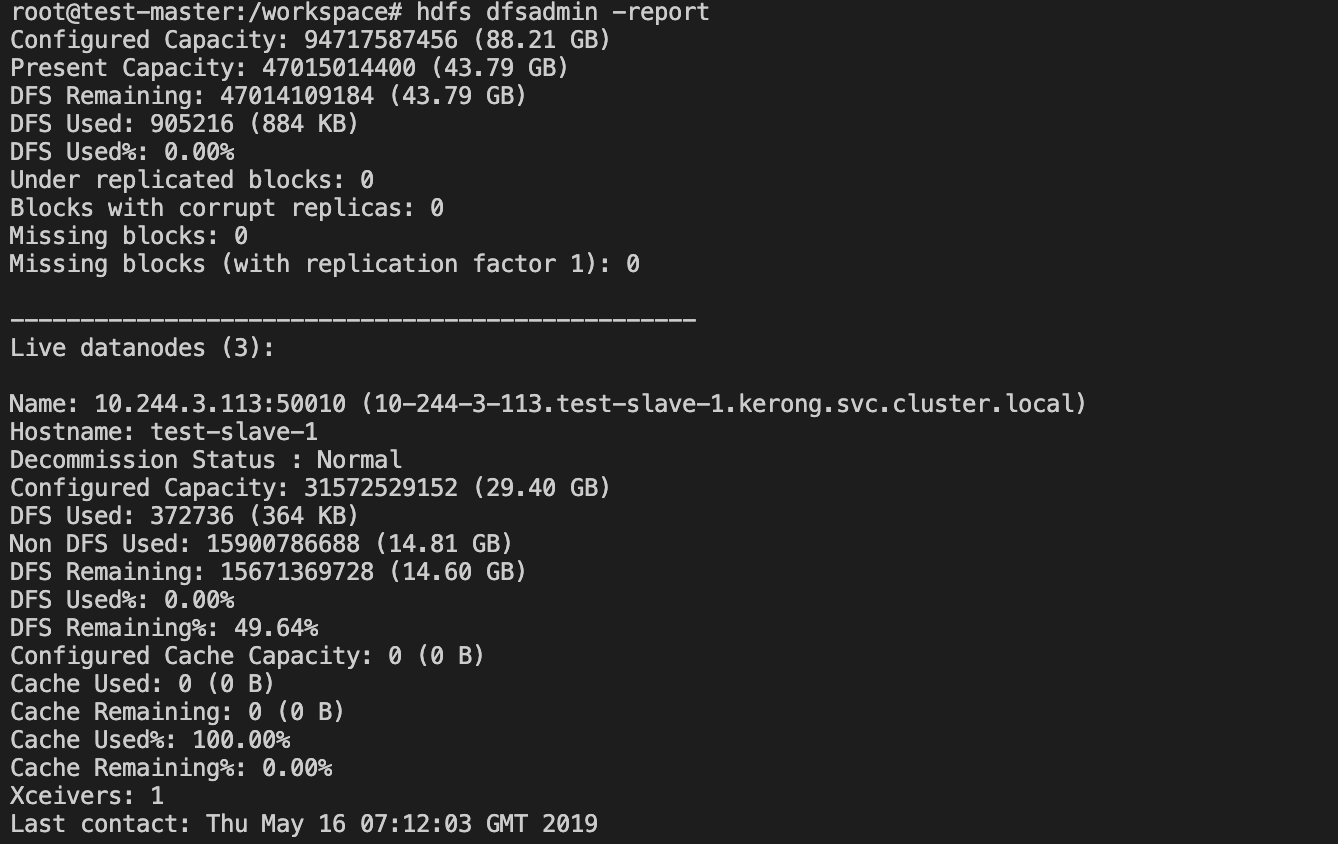 root@test-master:/workspace# hdfs dfsadmin -report
Configured Capacity: 94717587456 (88.21 GB)
Present Capacity: 47015014400 (43.79 GB)
DFS Remaining: 47014109184 (43.79 GB)
DFS Used: 905216 (884 KB)
DFS Used%: 0.00%
Under replicated blocks: 0
Blocks with corrupt replicas: 0
Missing blocks: 0
Missing blocks (with replication factor 1): 0
-------------------------------------------------
Live datanodes (3):
Name: 10.244.3.113:50010 (10-244-3-113.test-slave-1.kerong.svc.cluster.local)
Hostname: test-slave-1
Decommission Status : Normal
Configured Capacity: 31572529152 (29.40 GB)
DFS Used: 372736 (364 KB)
Non DFS Used: 15900786688 (14.81 GB)
DFS Remaining: 15671369728 (14.60 GB)
DFS Used%: 0.00%
DFS Remaining%: 49.64%
Configured Cache Capacity: 0 (0 B)
Cache Used: 0 (0 B)
Cache Remaining: 0 (0 B)
Cache Used%: 100.00%
Cache Remaining%: 0.00%
Xceivers: 1
Last contact: Thu May 16 07:12:03 GMT 2019